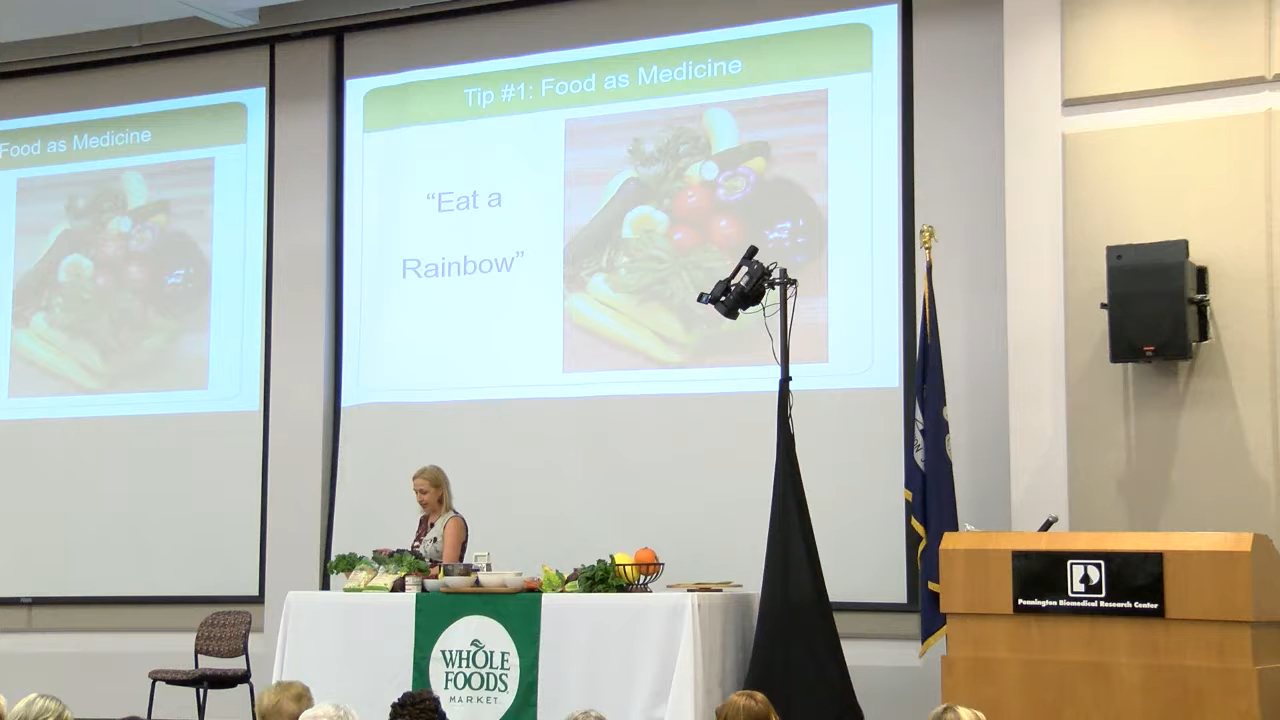 Food as Medicine
Tip #1: Food as Medicine
“Eat a
Rainbow”
WHOLE
FOODS
MARKET
Pennington Biomedical Research Center